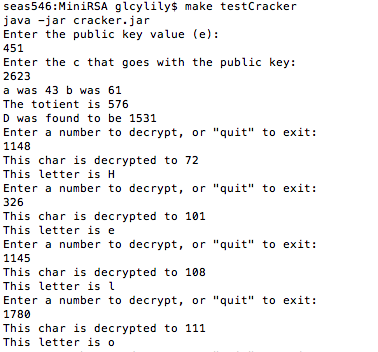 seas546:MiniRSA glcylily$ make testCracker
java -jar cracker.jar
Enter the public key value (e):
451
Enter the c that goes with the public key:
2623
a was 43 b was 61
The totient is 576
D was found to be 1531
Enter a number to decrypt, or "quit" to exit:
1148
This char is decrypted to 72
This letter is H
Enter a number to decrypt, or "quit" to exit:
326
This char is decrypted to 101
This letter is e
Enter a number to decrypt, or "quit" to exit:
1145
This char is decrypted to 108
This letter is l
Enter a number to decrypt, or "quit" to exit:
1780
This char is decrypted to 111
This letter is o